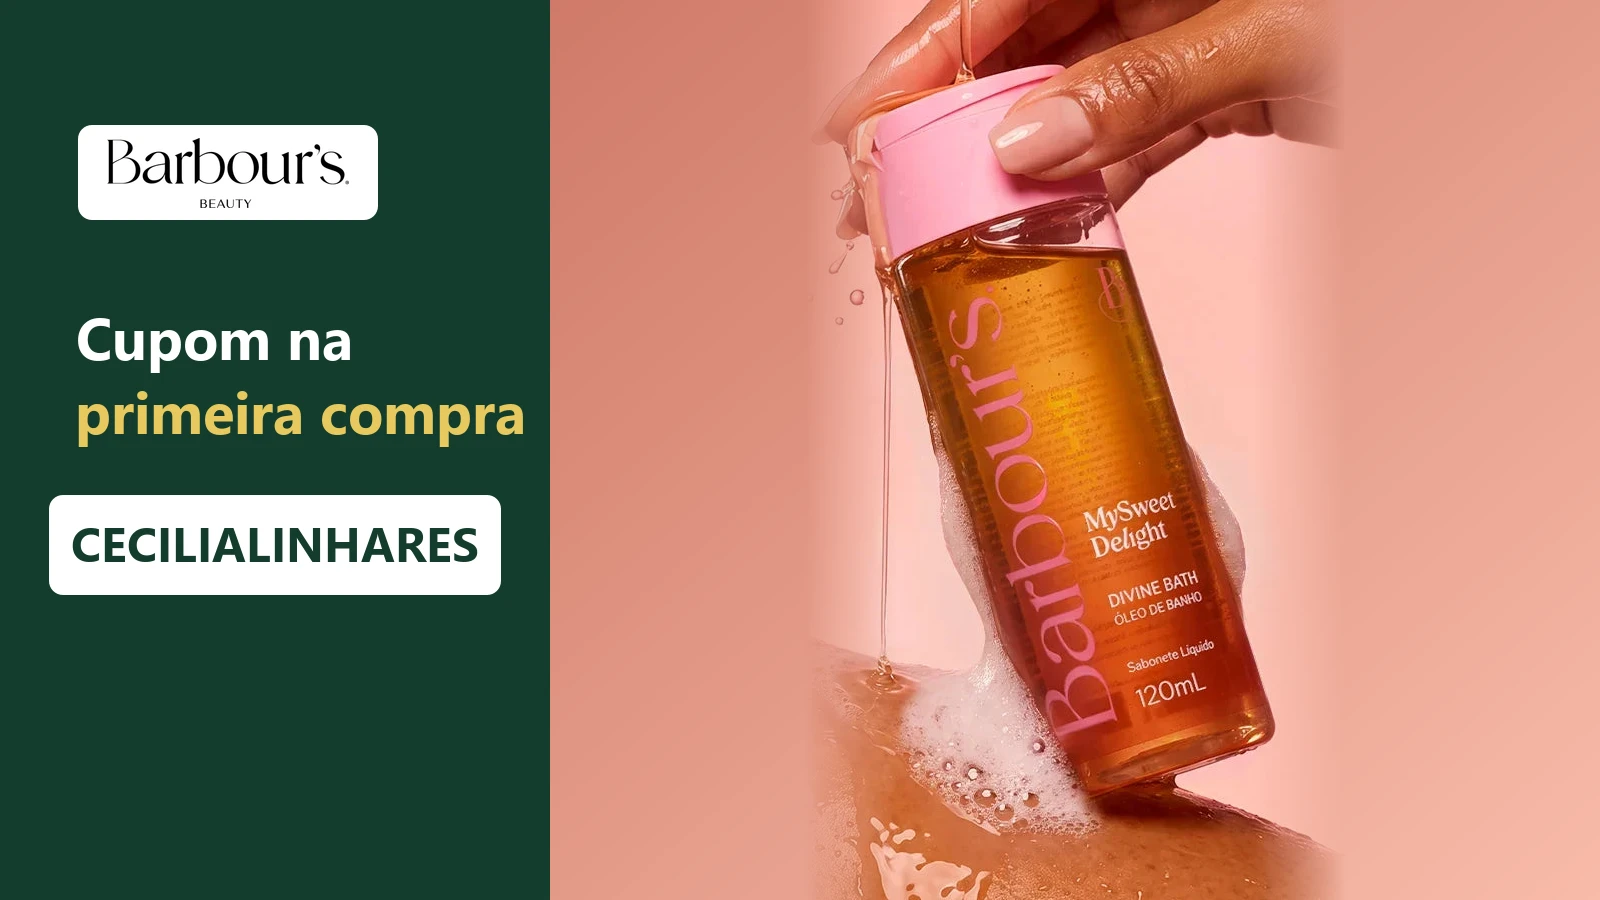 Barbour's.
BEAUTY
Cupom na
primeira compra
CECILIALINHARES
B
Barbour's.
MySweet
Delight
DIVINE BATH
ÓLEO DE BANHO
Sabonete Líquido
120mL